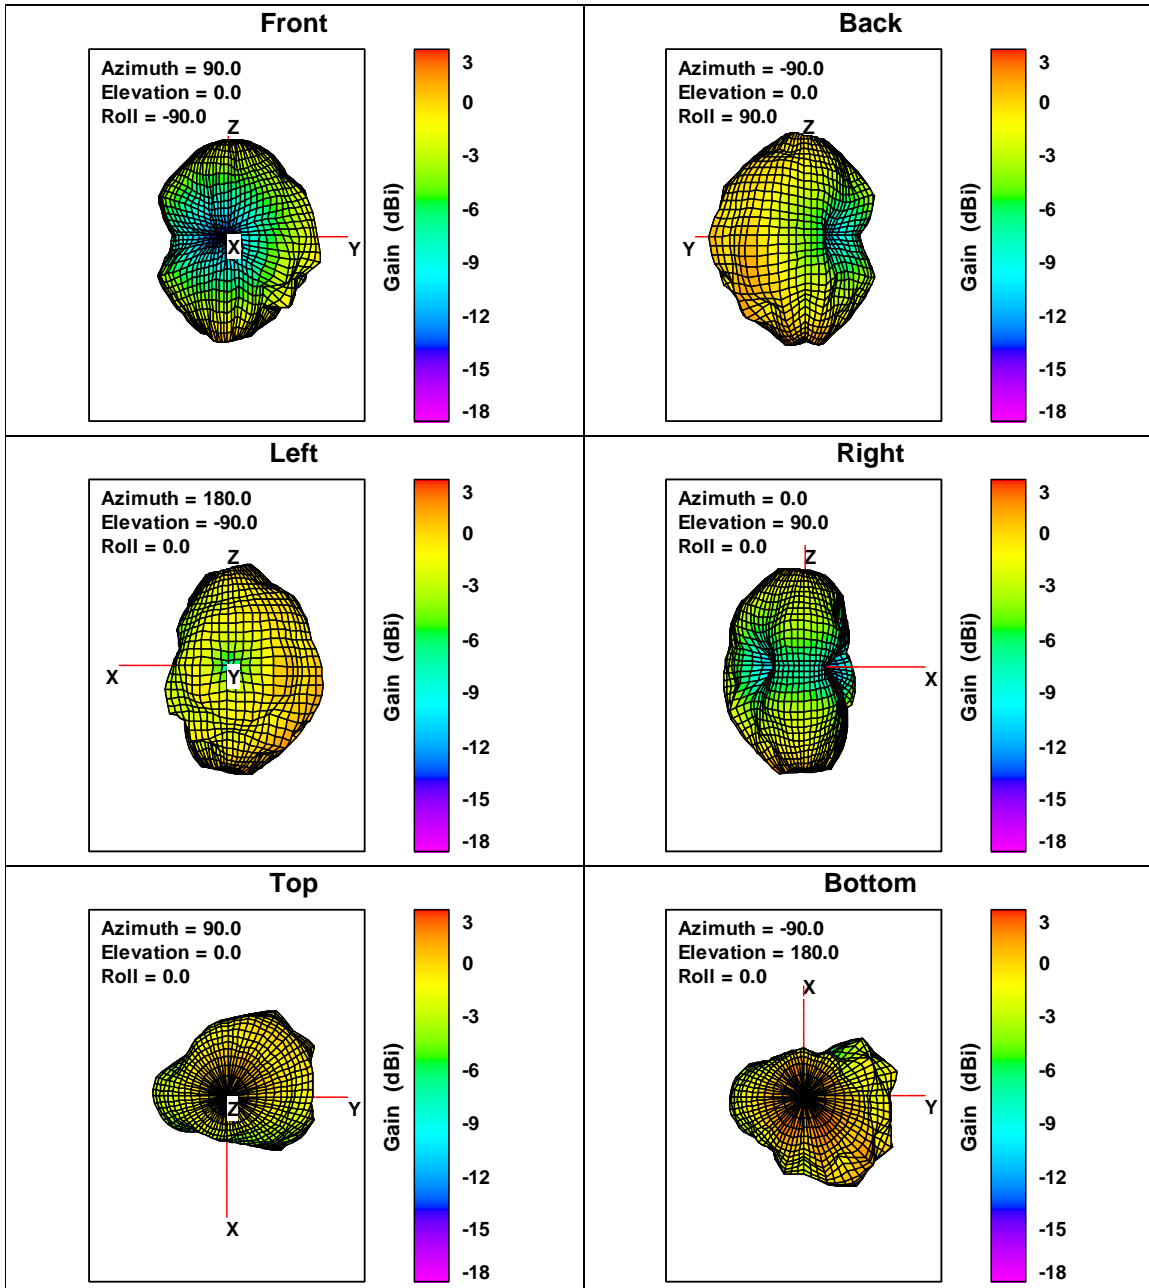 Front
Azimuth = 90.0
Elevation = 0.0
Roll = -90.0
Z
X
Y
3
0
-3
-6
-9
-12
-15
-18
Gain (dBi)
Back
Azimuth = -90.0
Elevation = 0.0
Roll = 90.0
Z
Y
3
0
-3
-6
-9
-12
-15
-18
Gain (dBi)
Left
Azimuth = 180.0
Elevation = -90.0
Roll = 0.0
Z
X
Y
3
0
-3
-6
-9
-12
-15
-18
Gain (dBi)
Right
Azimuth = 0.0
Elevation = 90.0
Roll = 0.0
Z
X
3
0
-3
-6
-9
-12
-15
-18
Gain (dBi)
Top
Azimuth = 90.0
Elevation = 0.0
Roll = 0.0
Z
Y
X
3
0
-3
-6
-9
-12
-15
-18
Gain (dBi)
Bottom
Azimuth = -90.0
Elevation = 180.0
Roll = 0.0
X
Y
3
0
-3
-6
-9
-12
-15
-18
Gain (dBi)